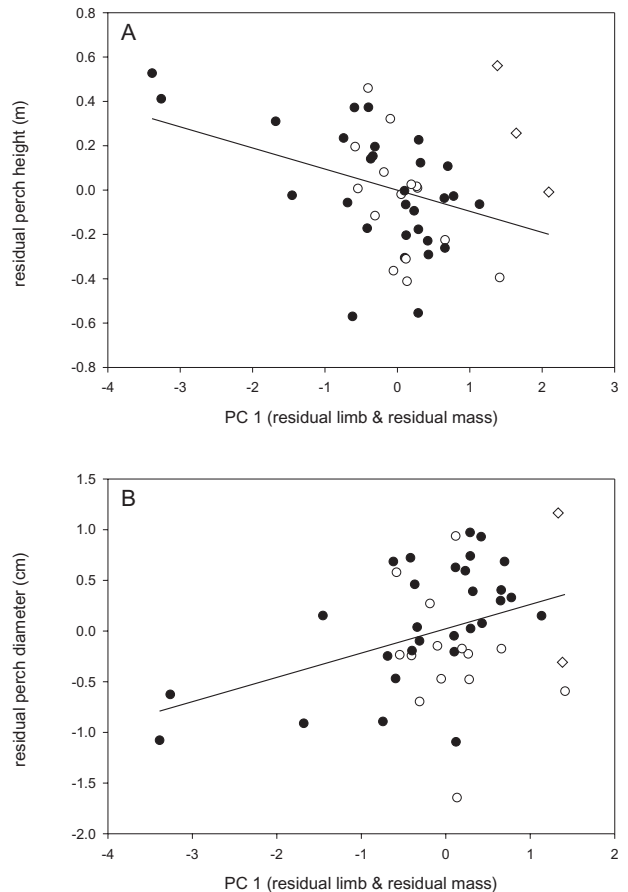 A
residual perch height (m)
0.8
0.6
0.4
0.2
0.0
-0.2
-0.4
-0.6
-0.8
-4 -3 -2 -1 0 1 2 3
PC 1 (residual limb & residual mass)
B
residual perch diameter (cm)
1.5
1.0
0.5
0.0
-0.5
-1.0
-1.5
-2.0
-4 -3 -2 -1 0 1 2
PC 1 (residual limb & residual mass)